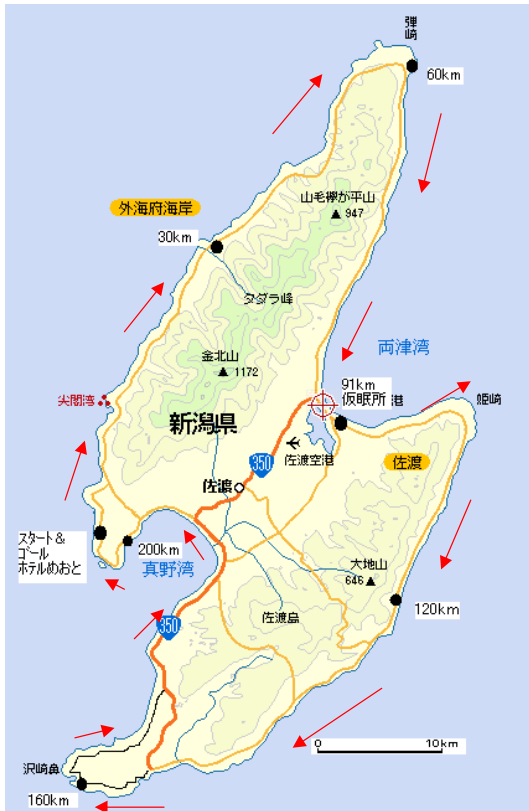 弾崎
60km
山毛欅が平山
▲ 947
外海府海岸
30km
タダラ峰
両津湾
金北山
▲ 1172
91km
仮眠所
港
姫崎
尖閣湾
新潟県
佐渡空港
佐渡
350
佐渡
スタート&
ゴール
ホテルめおと
200km
真野湾
大地山
646 ▲
120km
佐渡島
350
0 10km
沢崎鼻
160km